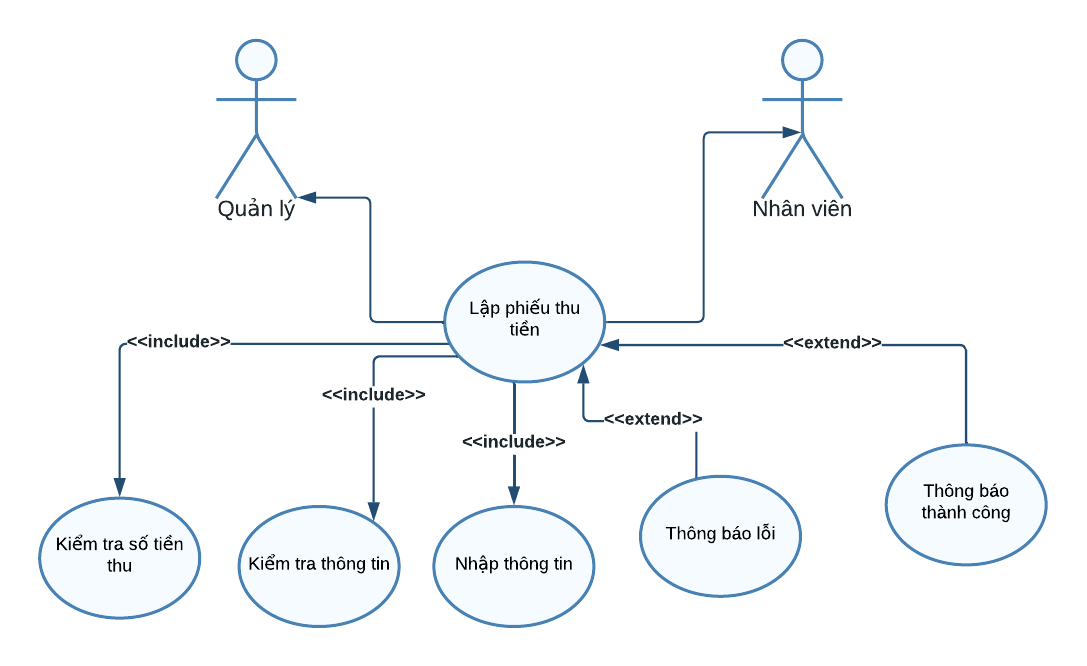 Quản lý
Nhân viên
Lập phiếu thu
tiền
<<include>>
<<extend>>
<<include>>
<<extend>>
<<include>>
Kiểm tra số tiền
thu
Kiểm tra thông tin
Nhập thông tin
Thông báo lỗi
Thông báo
thành công